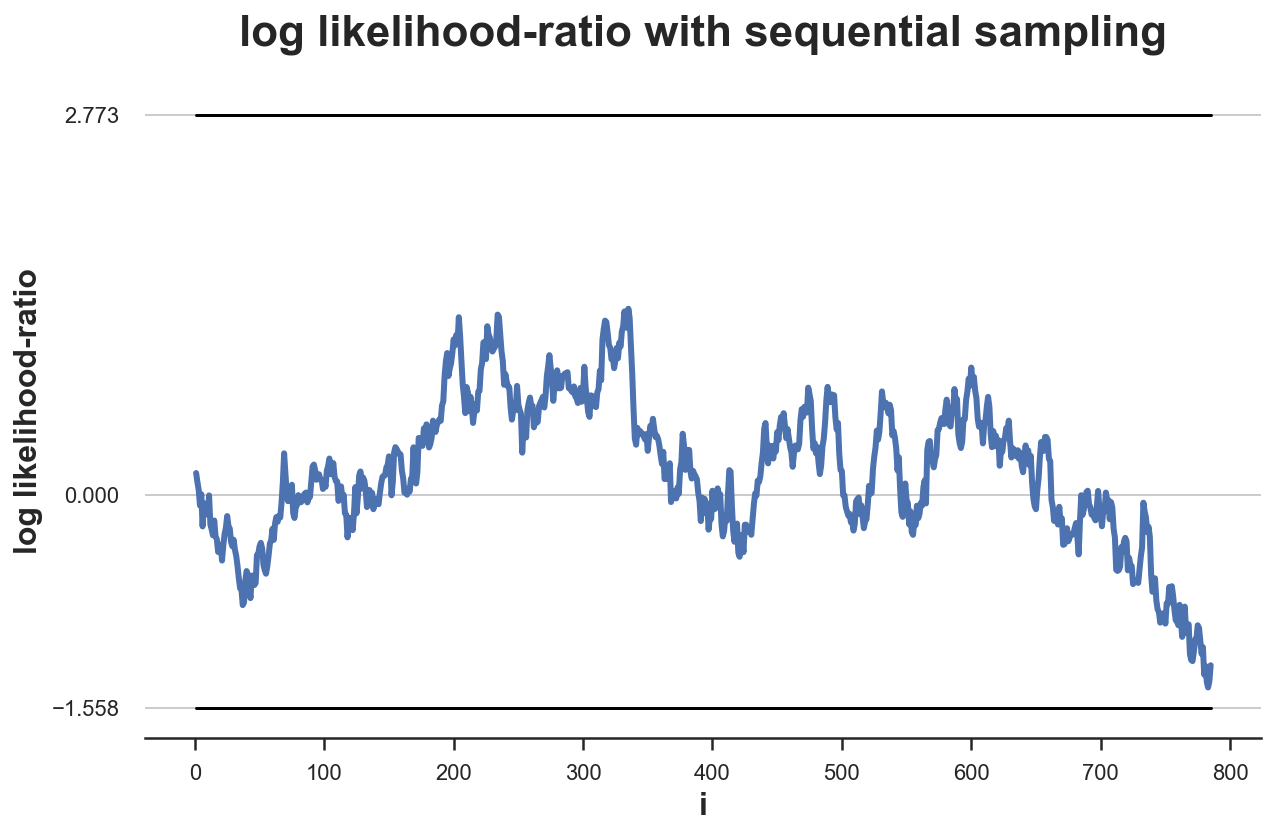 log likelihood-ratio with sequential sampling
2.773
0.000
−1.558
log likelihood-ratio
0 100 200 300 400 500 600 700 800
i